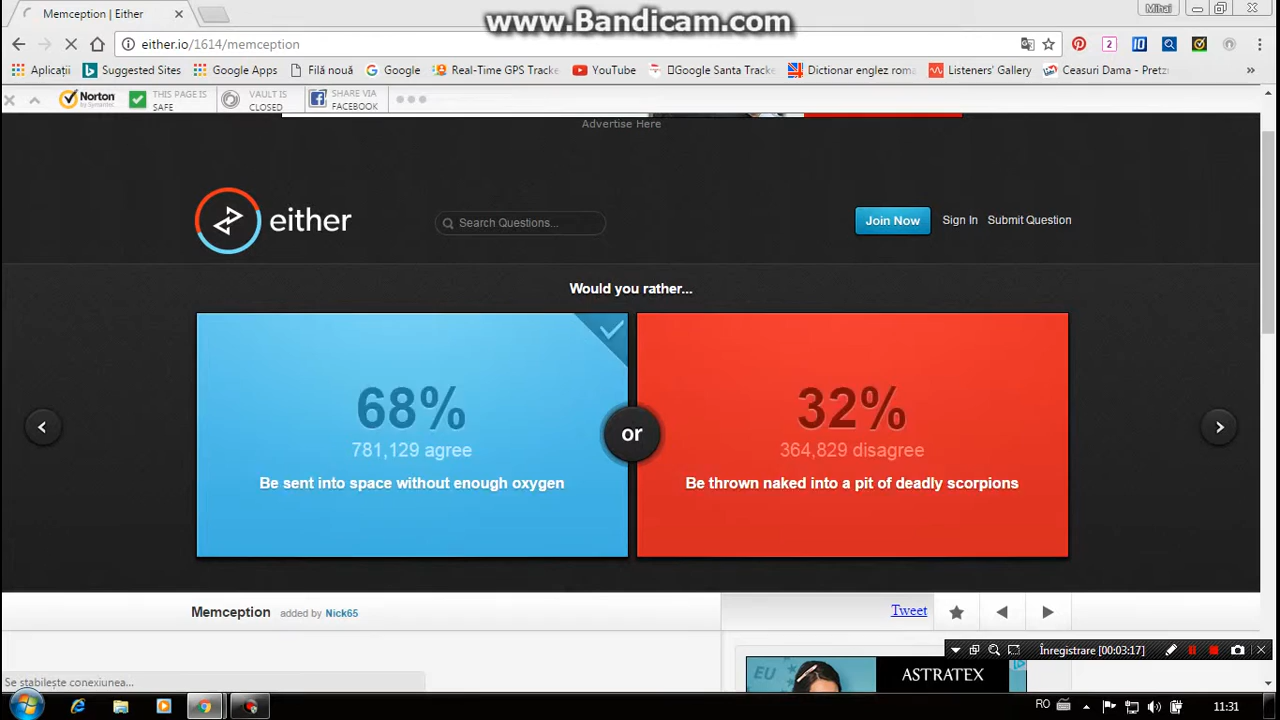 www.Bandicam.com
Memception | Either
Mihai
either.io/1614/memception
2
Aplicații
Suggested Sites
Google Apps
Filă nouă
Google
Real-Time GPS Tracke
YouTube
Google Santa Tracke
Dictionar englez roma
Listeners' Gallery
Ceasuri Dama - Pretz
»
Norton
by Symantec
THIS PAGE IS
SAFE
VAULT IS
CLOSED
SHARE VIA
FACEBOOK
Advertise Here
either
Search Questions...
Join Now
Sign In
Submit Question
Would you rather...
68%
781,129 agree
Be sent into space without enough oxygen
or
32%
364,829 disagree
Be thrown naked into a pit of deadly scorpions
Memception
added by Nick65
Tweet
Înregistrare [00:03:17]
EU
ASTRATEX
Se stabilește conexiunea...
RO
11:31